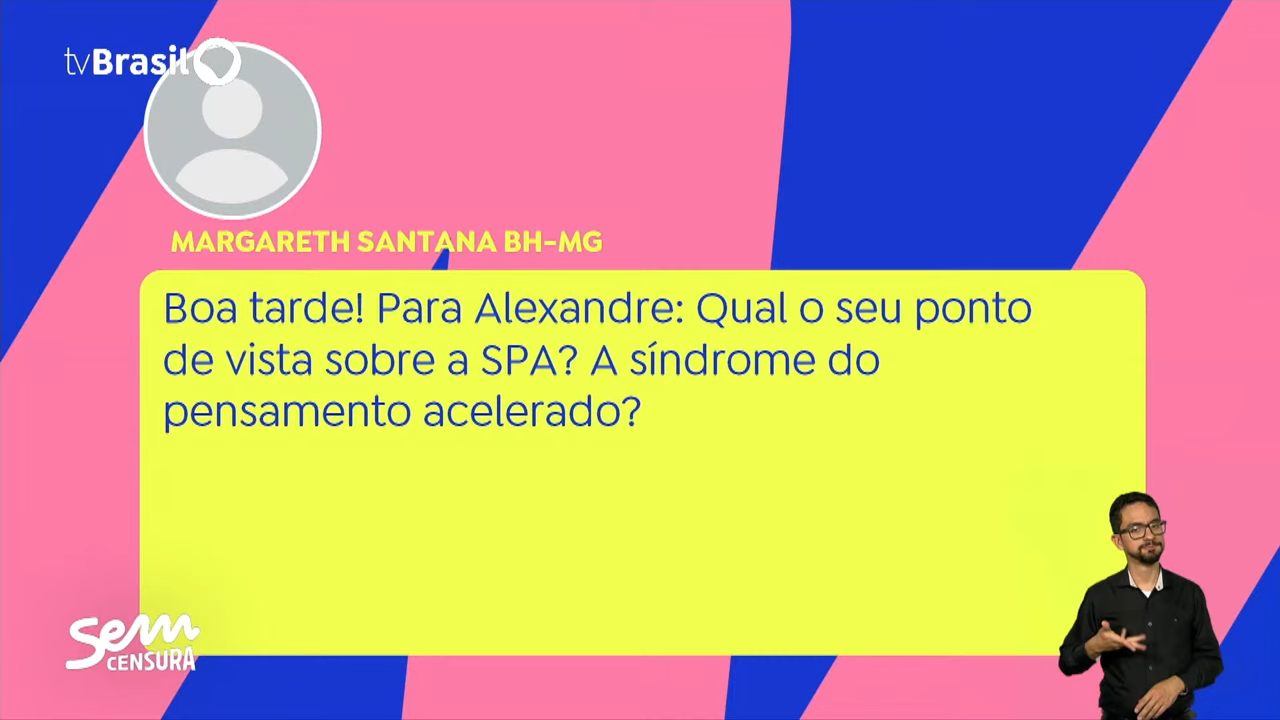 tvBrasil
MARGARETH SANTANA BH-MG
Boa tarde! Para Alexandre: Qual o seu ponto
de vista sobre a SPA? A síndrome do
pensamento acelerado?
Sem
CENSURA